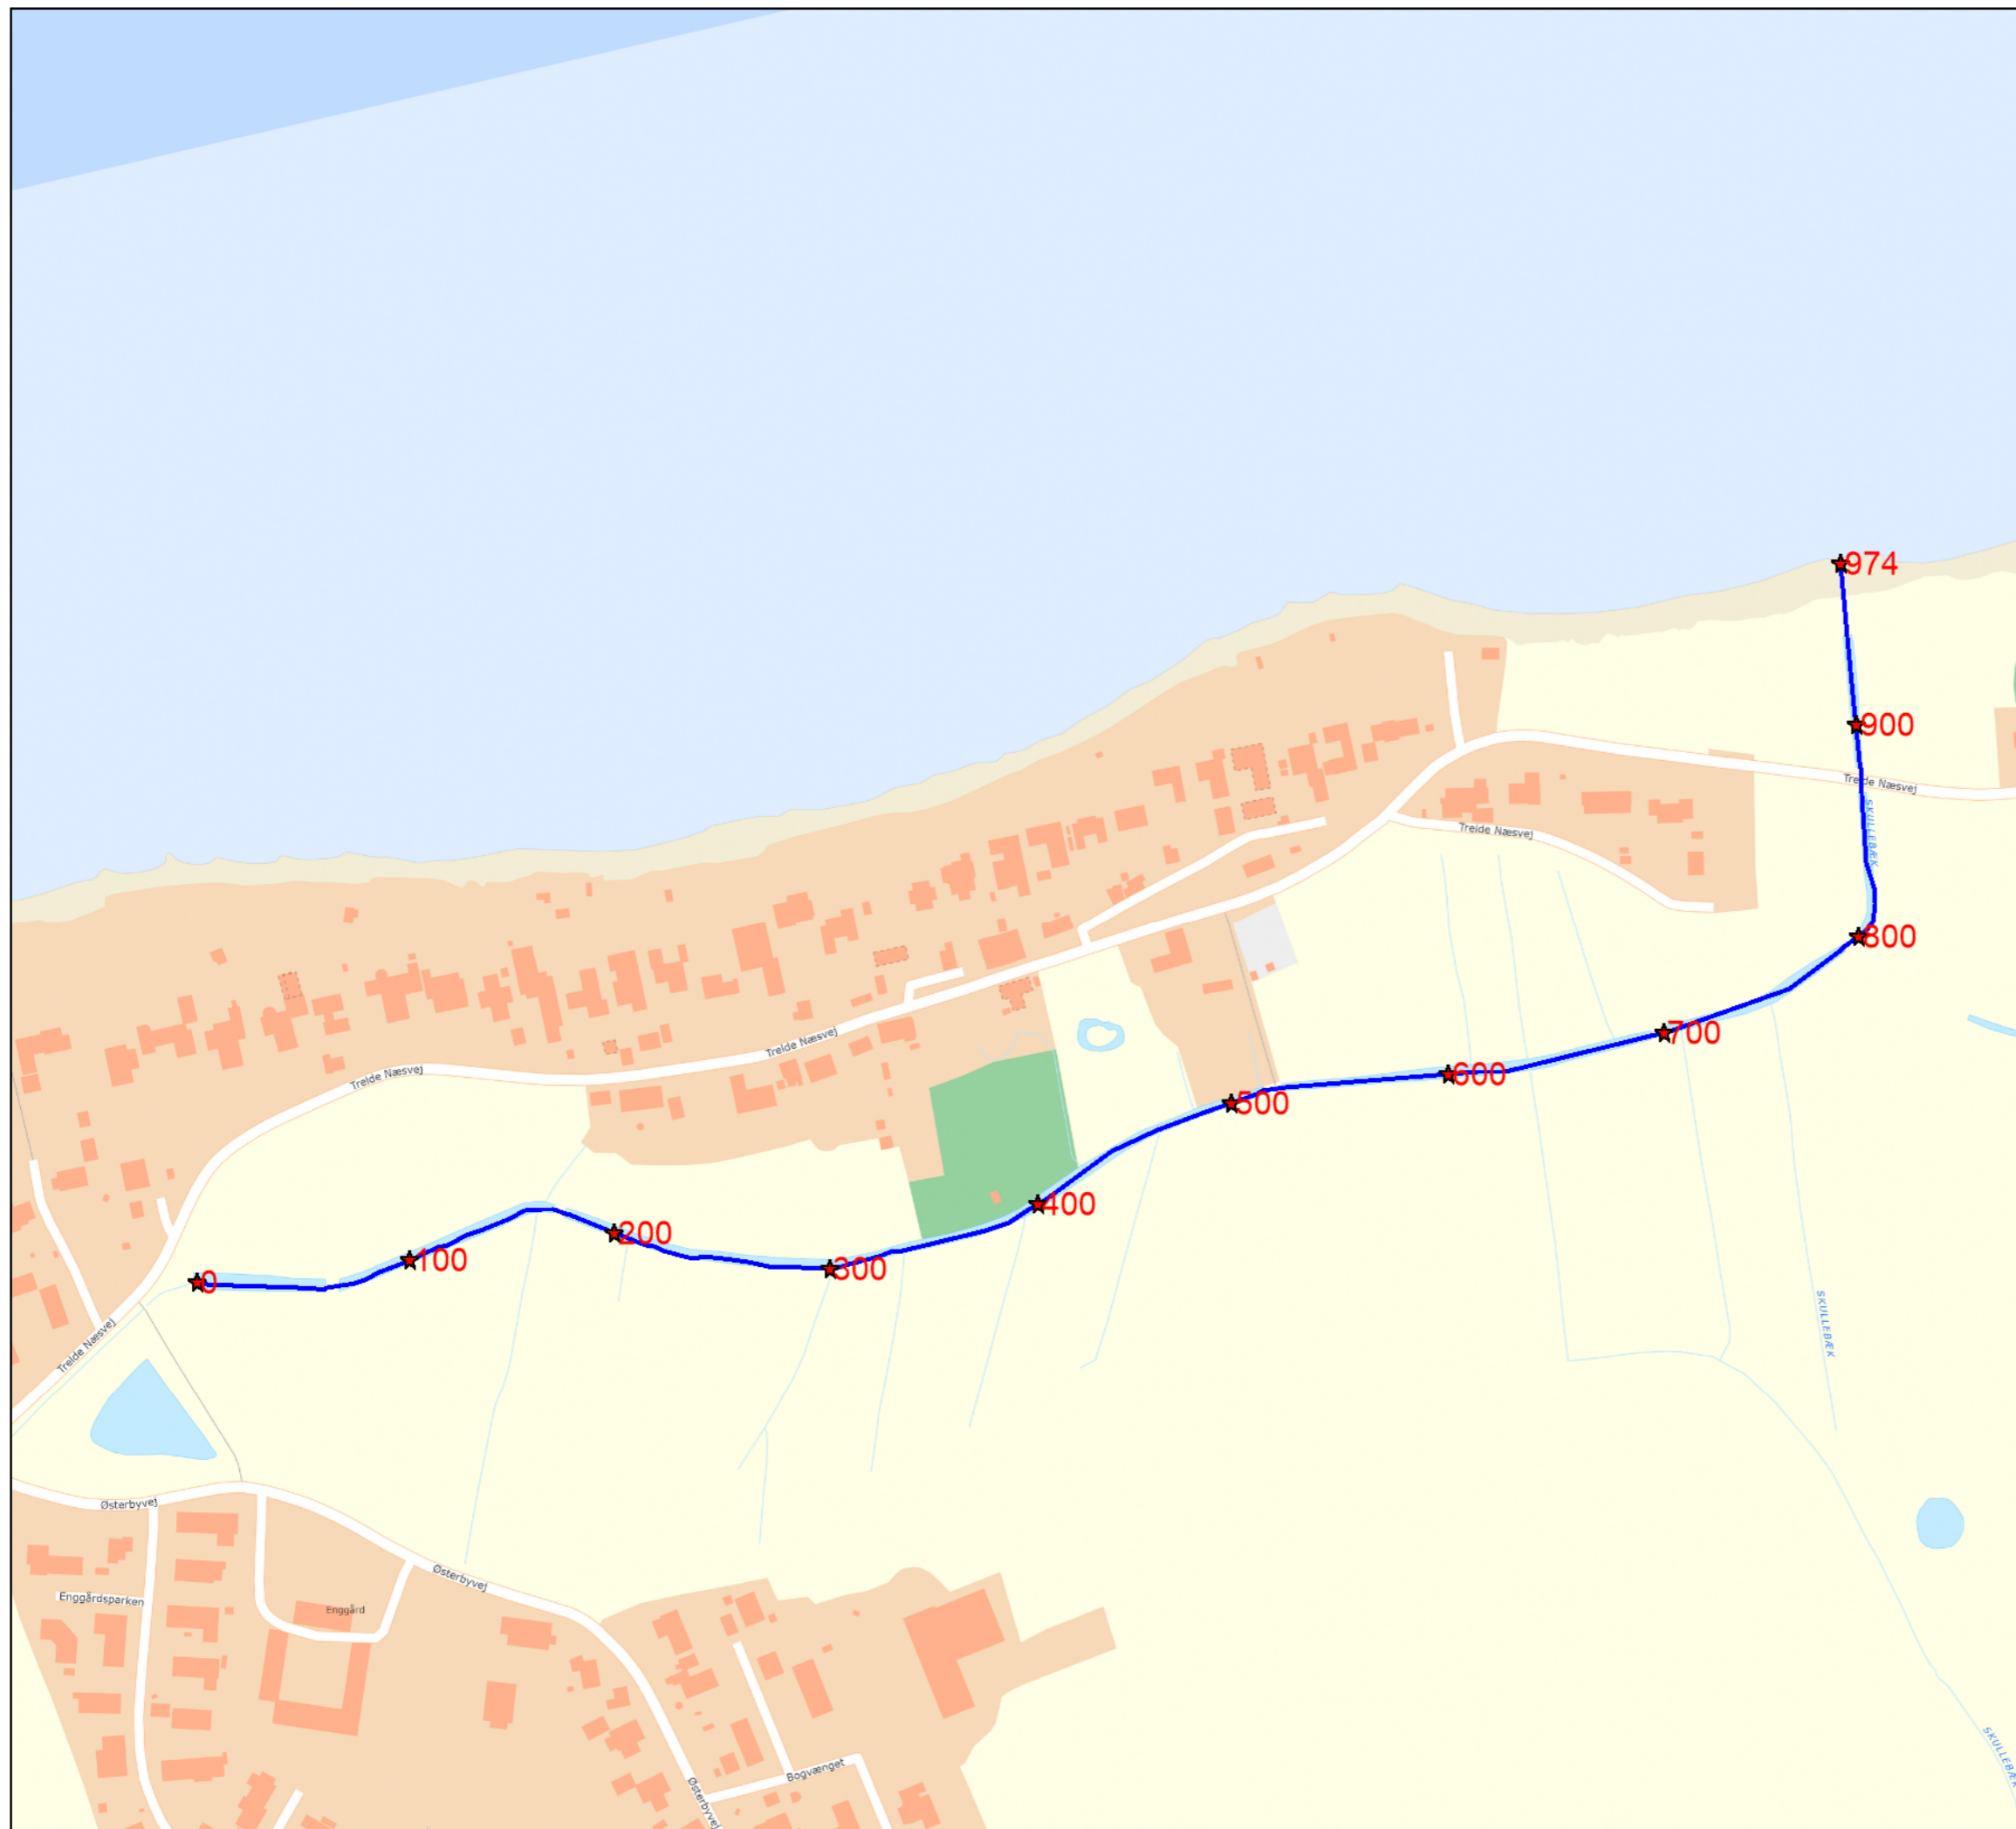 974
900
Trelde Næsvej
SKULLEBÆK
Trelde Næsvej
800
700
Trelde Næsvej
600
Trelde Næsvej
500
400
200
100
300
0
SKULLEBÆK
Trelde Næsvej
Østerbyvej
Østerbyvej
Enggårdsparken
Enggård
SKULLEBÆK
Bogvænget
Østerbyvej